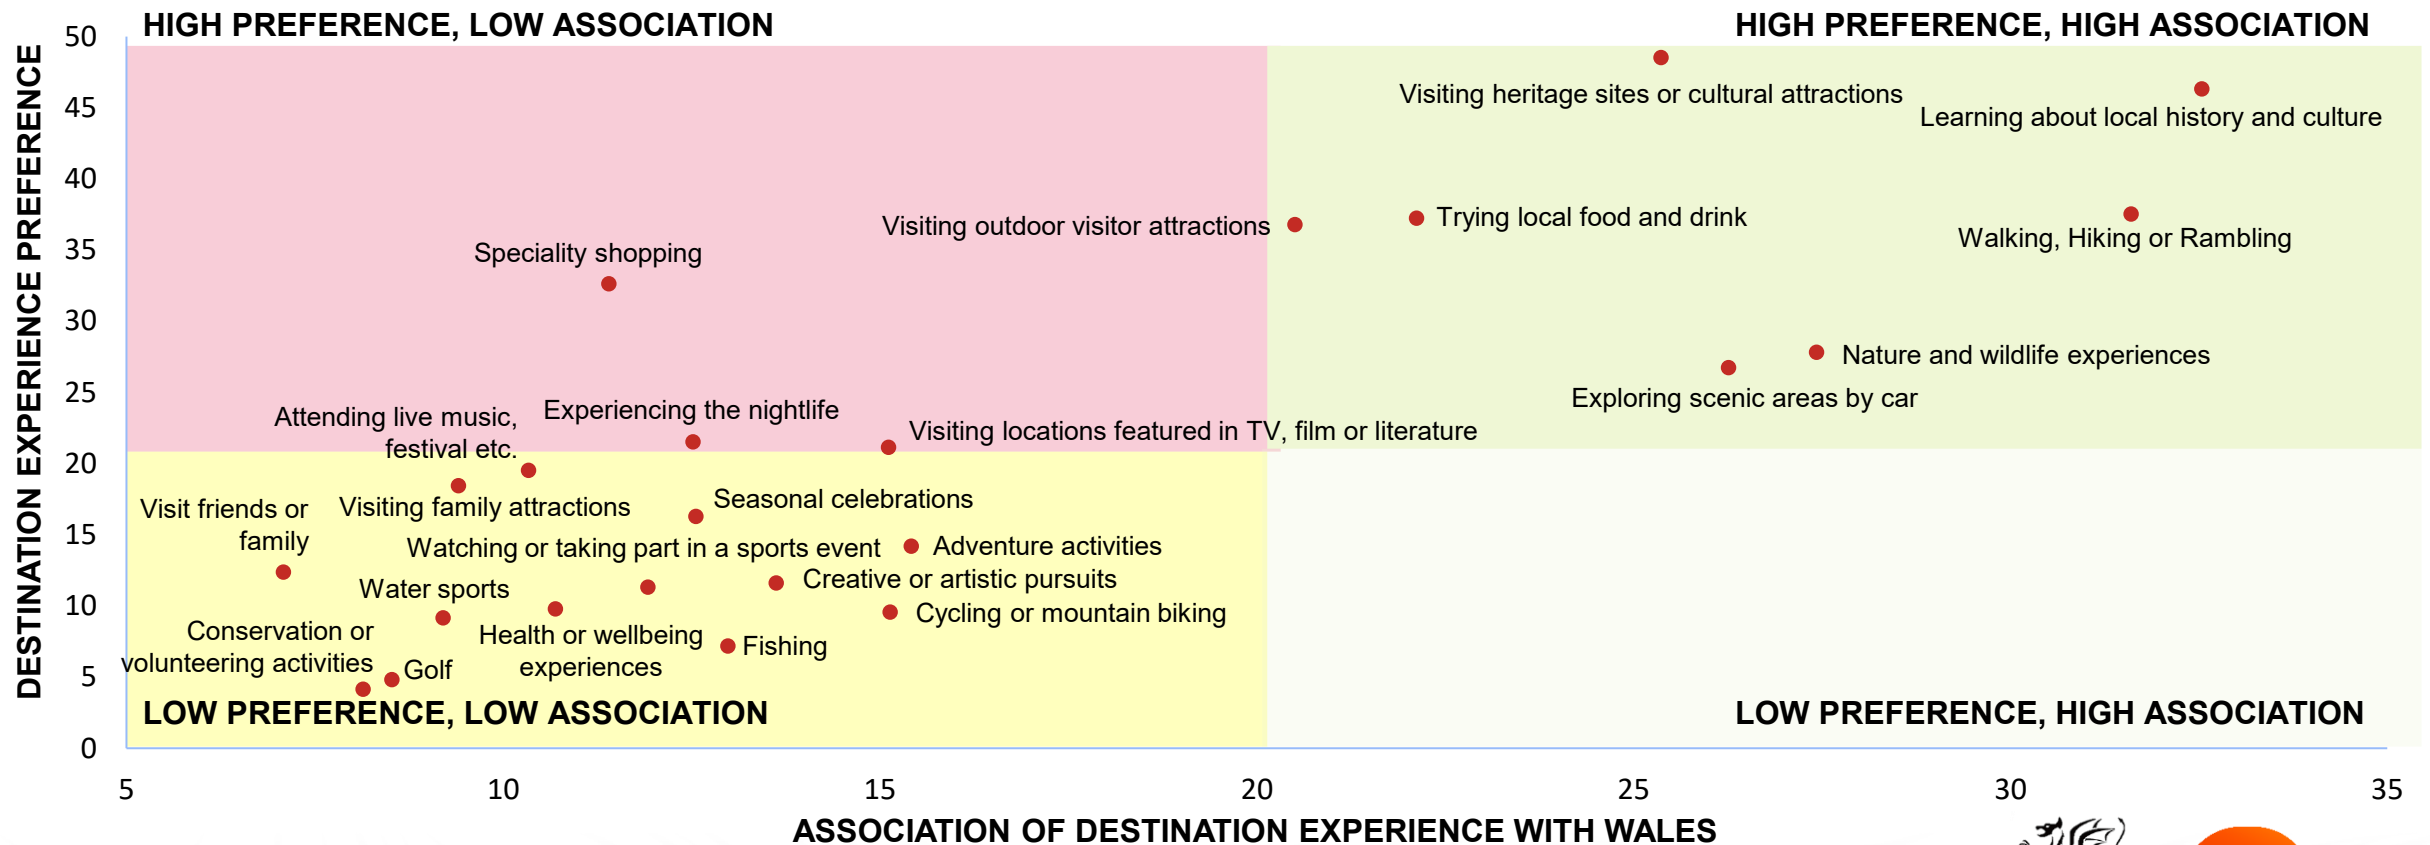 HIGH PREFERENCE, LOW ASSOCIATION
HIGH PREFERENCE, HIGH ASSOCIATION
DESTINATION EXPERIENCE PREFERENCE
50
45
40
35
30
25
20
15
10
5
0
Visiting heritage sites or cultural attractions
Learning about local history and culture
Visiting outdoor visitor attractions
Trying local food and drink
Walking, Hiking or Rambling
Speciality shopping
Nature and wildlife experiences
Exploring scenic areas by car
Attending live music,
festival etc.
Experiencing the nightlife
Visiting locations featured in TV, film or literature
Visit friends or
family
Visiting family attractions
Seasonal celebrations
Watching or taking part in a sports event
Adventure activities
Water sports
Creative or artistic pursuits
Cycling or mountain biking
Conservation or
volunteering activities
Golf
Health or wellbeing
experiences
Fishing
LOW PREFERENCE, LOW ASSOCIATION
LOW PREFERENCE, HIGH ASSOCIATION
5
10
15
20
25
30
35
ASSOCIATION OF DESTINATION EXPERIENCE WITH WALES